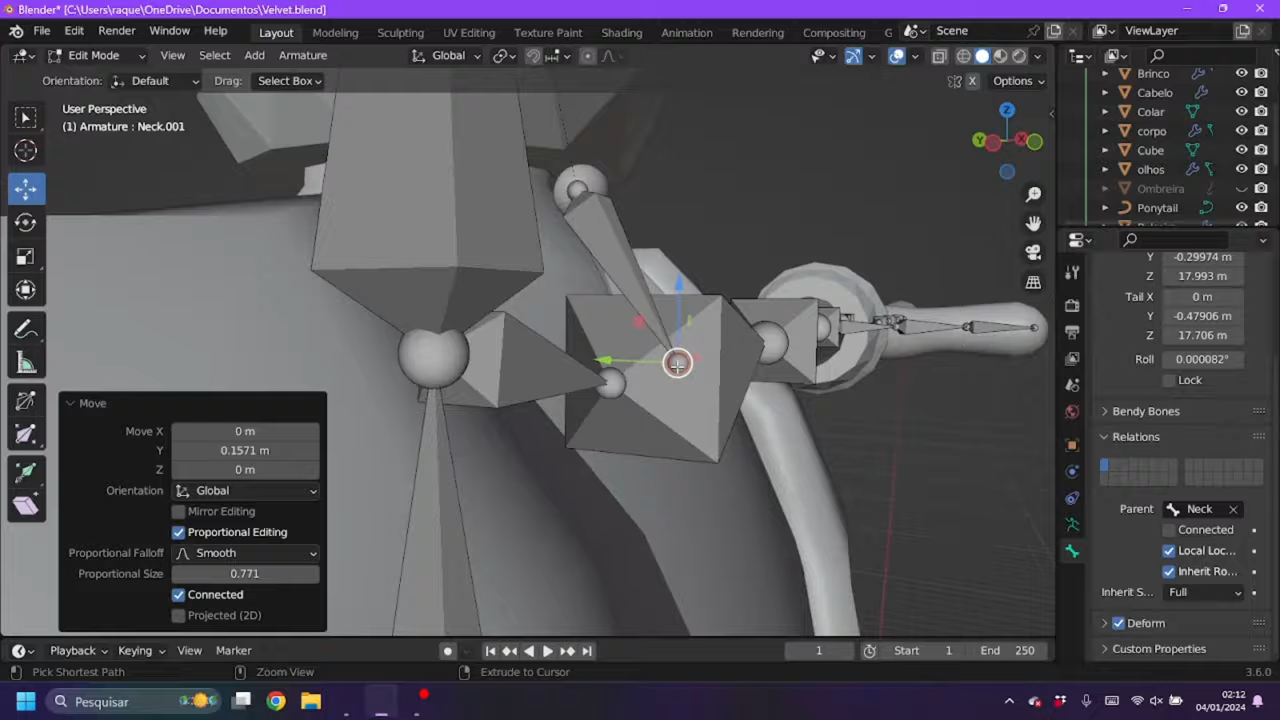 Blender* [C:\Users\raque\OneDrive\Documentos\Velvet.blend]
File Edit Render Window Help Layout Modeling Sculpting UV Editing Texture Paint Shading Animation Rendering Compositing G Scene ViewLayer
Edit Mode View Select Add Armature Global
Orientation: Default Drag: Select Box X Options
User Perspective
(1) Armature : Neck.001
Brinco
Cabelo
Colar
corpo
Cube
olhos
Ombreira
Ponytail
Z
Y
X
Y -0.29974 m
Z 17.993 m
Tail X 0 m
Y -0.47906 m
Z 17.706 m
Roll 0.000082°
Lock
Bendy Bones
Relations
Parent Neck
Connected
Local Loc...
Inherit Ro...
Inherit S... Full
Deform
Custom Properties
Move
Move X 0 m
Y 0.1571 m
Z 0 m
Orientation Global
Mirror Editing
Proportional Editing
Proportional Falloff Smooth
Proportional Size 0.771
Connected
Projected (2D)
Playback Keying View Marker 1 Start 1 End 250
Pick Shortest Path Zoom View Extrude to Cursor 3.6.0
Pesquisar 02:12
04/01/2024